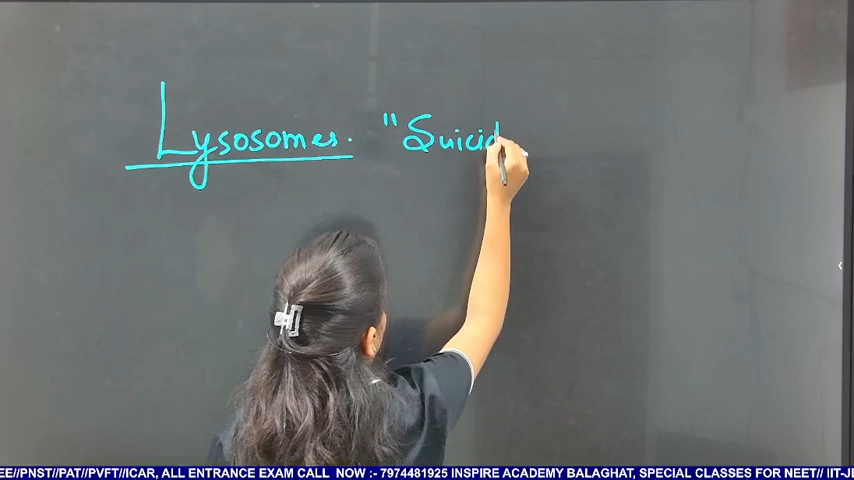 Lysosomes. "Suicid
EE//PNST//PAT//PVFT//ICAR, ALL ENTRANCE EXAM CALL NOW :- 7974481925 INSPIRE ACADEMY BALAGHAT, SPECIAL CLASSES FOR NEET// IIT-JE